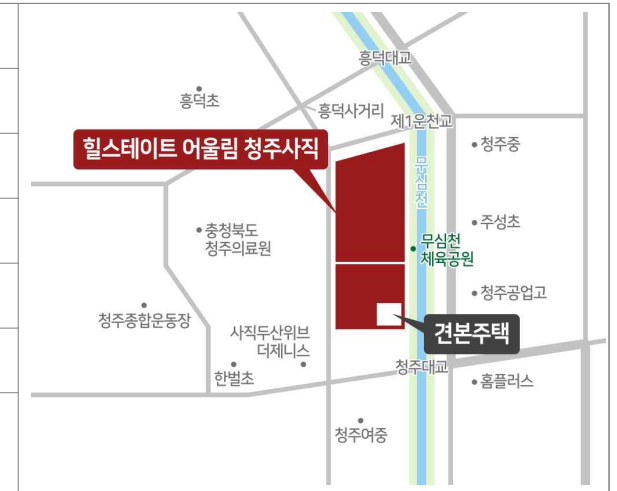 흥덕대교
흥덕초
흥덕사거리
제1운천교
힐스테이트 어울림 청주사직
청주중
무심천
주성초
충청북도
청주의료원
무심천
체육공원
청주공업고
청주종합운동장
사직두산위브
더제니스
견본주택
한벌초
청주대교
홈플러스
청주여중